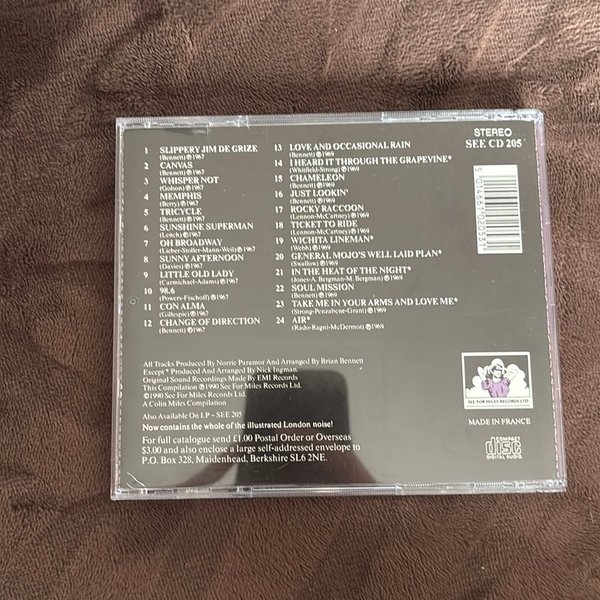 STEREO
SEE CD 205
1 SLIPPERY JIM DE GRIZE
(Bennett) ℗1967
2 CANVAS
(Bennett) ℗1967
3 WHISPER NOT
(Golson) ℗1967
4 MEMPHIS
(Berry) ℗1967
5 TRICYCLE
(Bennett) ℗1967
6 SUNSHINE SUPERMAN
(Leitch) ℗1967
7 OH BROADWAY
(Lieber-Stoller-Mann-Weil) ℗1967
8 SUNNY AFTERNOON
(Davies) ℗1967
9 LITTLE OLD LADY
(Carmichael-Adams) ℗1967
10 98.6
(Powers-Fischoff) ℗1967
11 CON ALMA
(Gillespie) ℗1967
12 CHANGE OF DIRECTION
(Bennett) ℗1967
13 LOVE AND OCCASIONAL RAIN
(Bennett) ℗1969
14 I HEARD IT THROUGH THE GRAPEVINE*
(Whitfield-Strong) ℗1969
15 CHAMELEON
(Bennett) ℗1969
16 JUST LOOKIN'
(Bennett) ℗1969
17 ROCKY RACCOON
(Lennon-McCartney) ℗1969
18 TICKET TO RIDE
(Lennon-McCartney) ℗1969
19 WICHITA LINEMAN*
(Webb) ℗1969
20 GENERAL MOJO'S WELL LAID PLAN*
(Swallow) ℗1969
21 IN THE HEAT OF THE NIGHT*
(Jones-A. Bergman-M. Bergman) ℗1969
22 SOUL MISSION
(Bennett) ℗1969
23 TAKE ME IN YOUR ARMS AND LOVE ME*
(Strong-Penzabene-Grant) ℗1969
24 AIR*
(Rado-Ragni-McDermot) ℗1969
5 014661 020531
All Tracks Produced By Norrie Paramor And Arranged By Brian Bennett
Except * Produced And Arranged By Nick Ingman.
Original Sound Recordings Made By EMI Records
This Compilation ℗1990 See For Miles Records Ltd.
©1990 See For Miles Records Ltd.
A Colin Miles Compilation
Also Available On LP - SEE 205
Now contains the whole of the illustrated London noise!
For full catalogue send £1.00 Postal Order or Overseas
$3.00 and also enclose a large self-addressed envelope to
P.O. Box 328, Maidenhead, Berkshire SL6 2NE.
SEE FOR MILES RECORDS LTD.
MADE IN FRANCE
COMPACT
disc
DIGITAL AUDIO